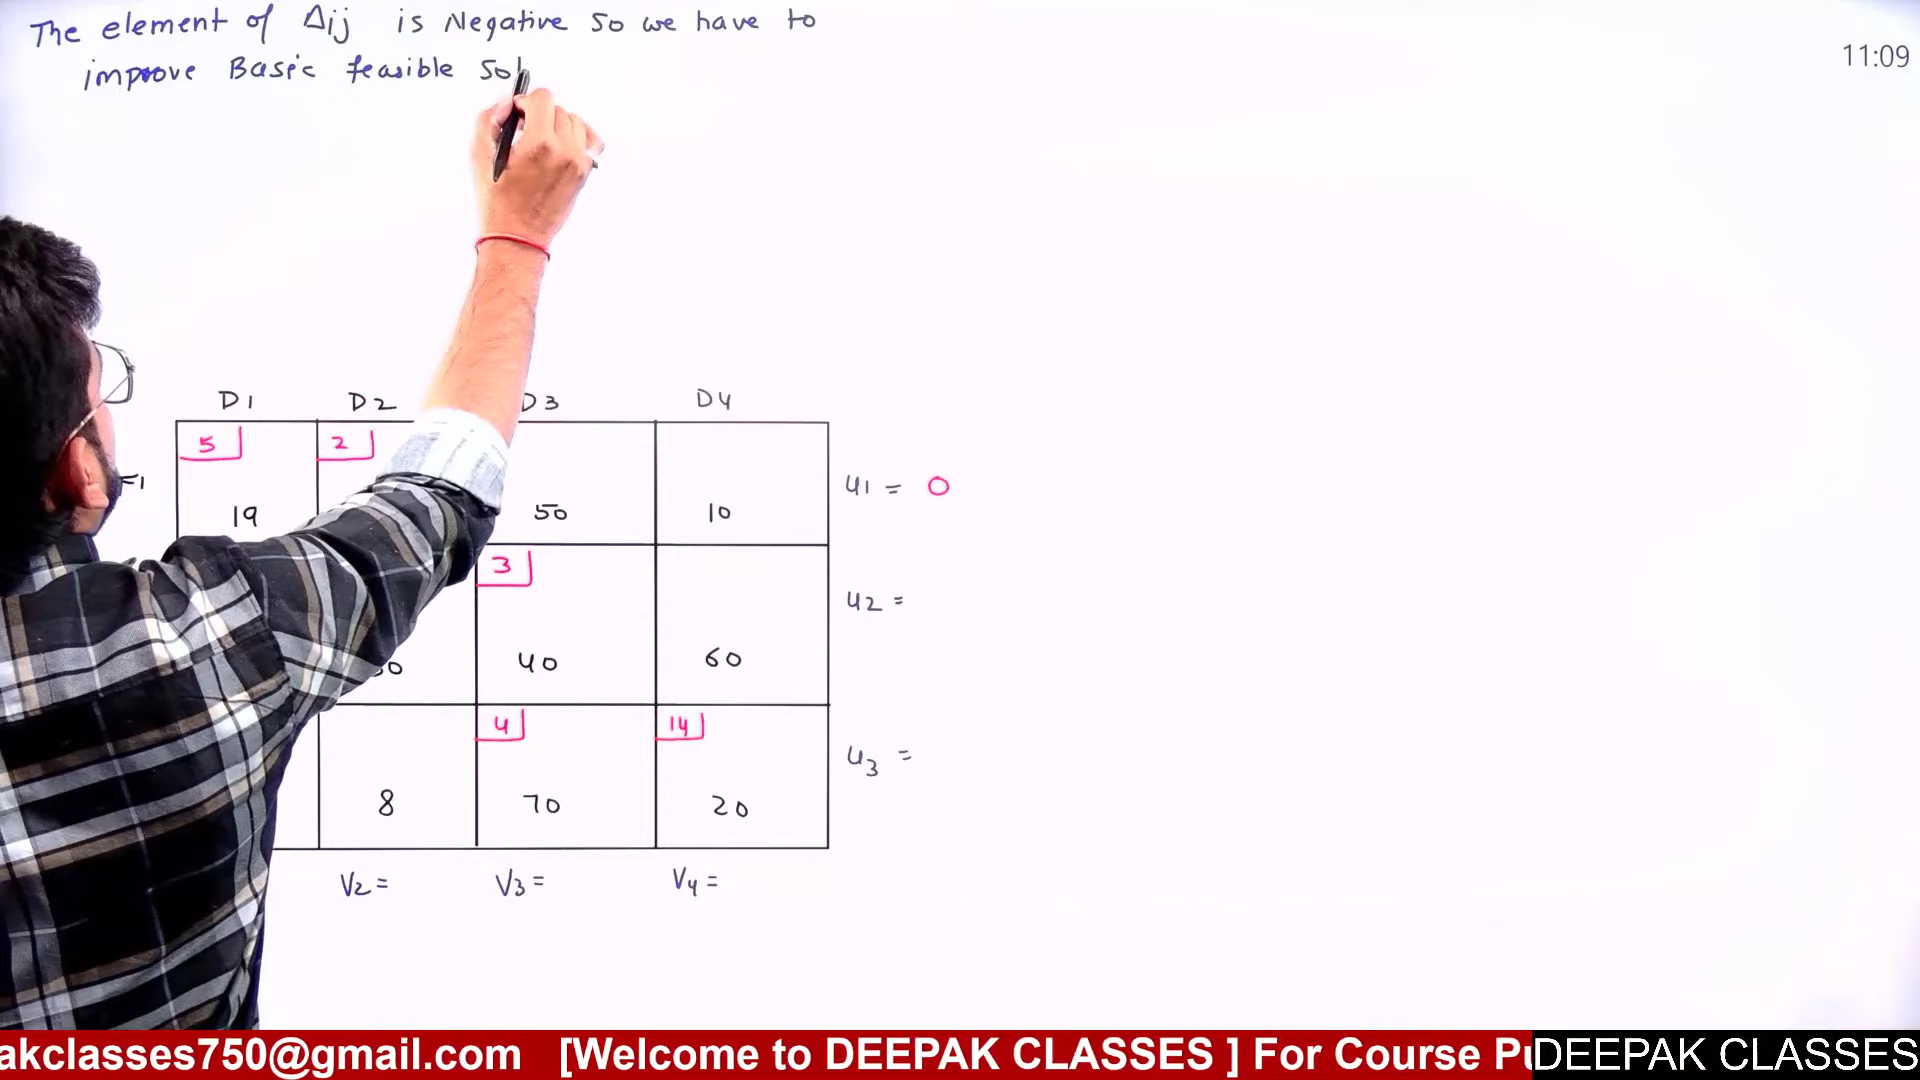 The element of Δij is Negative so we have to
improve Basic feasible Sol
11:09
D1 D2 D3 D4
5 2
19 50 10
u1 = 0
3
40 60
u2 =
4 14
8 70 20
u3 =
V2 = V3 = V4 =
akclasses750@gmail.com [Welcome to DEEPAK CLASSES ] For Course
DEEPAK CLASSES